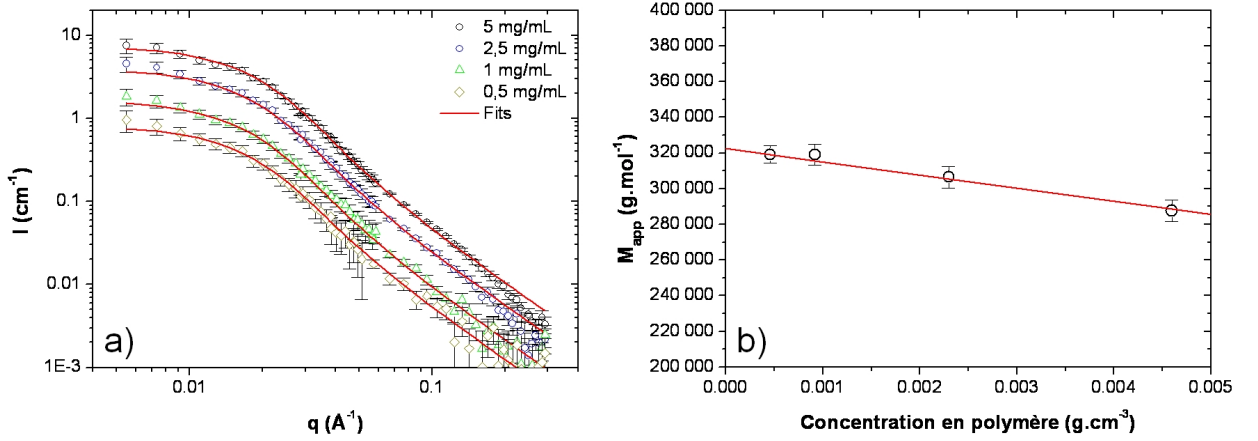 10
1
0.1
0.01
1E-3
0.01
0.1
I (cm⁻¹)
q (A⁻¹)
5 mg/mL
2,5 mg/mL
1 mg/mL
0,5 mg/mL
Fits
a)
400 000
380 000
360 000
340 000
320 000
300 000
280 000
260 000
240 000
220 000
200 000
0.000
0.001
0.002
0.003
0.004
0.005
M_app (g.mol⁻¹)
Concentration en polymère (g.cm⁻³)
b)